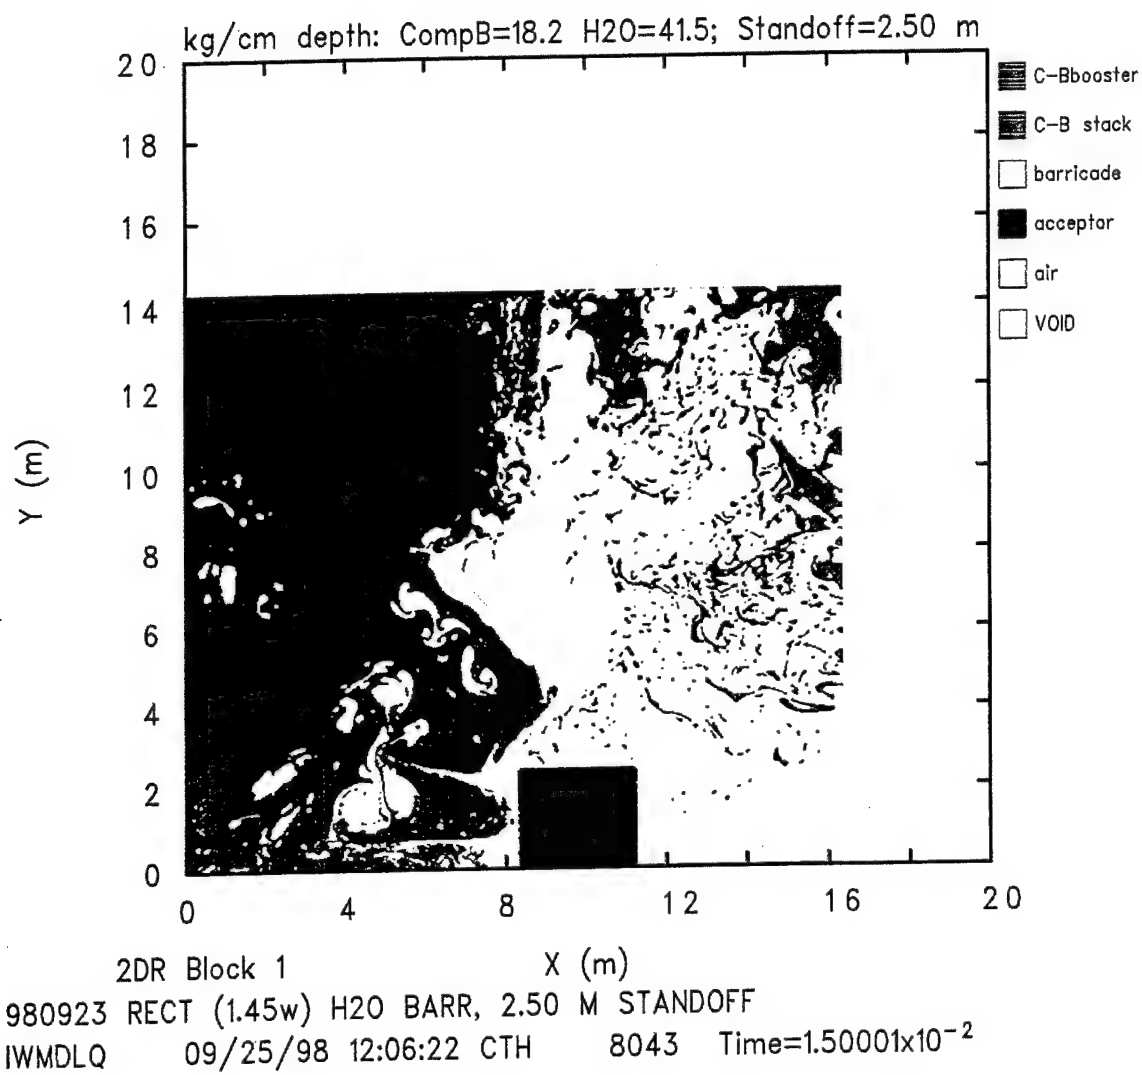 kg/cm depth: CompB=18.2 H2O=41.5; Standoff=2.50 m
20
18
16
14
12
10
8
6
4
2
0
Y (m)
C-Bbooster
C-B stack
barricade
acceptor
air
VOID
0 4 8 12 16 20
2DR Block 1 X (m)
980923 RECT (1.45w) H2O BARR, 2.50 M STANDOFF
IWMDLQ 09/25/98 12:06:22 CTH 8043 Time=1.50001x10⁻²